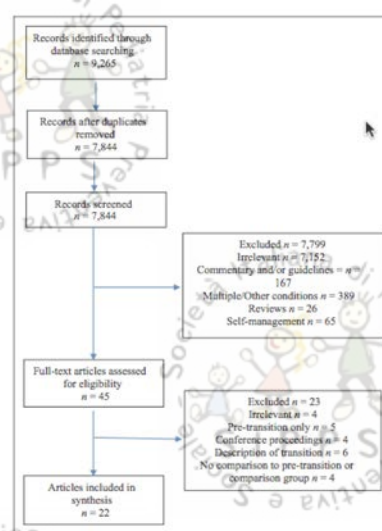 Records identified through
database searching
n = 9,265
Records after duplicates
removed
n = 7,844
Records screened
n = 7,844
Excluded n = 7,799
Irrelevant n = 7,152
Commentary and/or guidelines = n =
167
Multiple/Other conditions n = 389
Reviews n = 26
Self-management n = 65
Full-text articles assessed
for eligibility
n = 45
Excluded n = 23
Irrelevant n = 4
Pre-transition only n = 5
Conference proceedings n = 4
Description of transition n = 6
No comparison to pre-transition or
comparison group n = 4
Articles included in
synthesis
n = 22